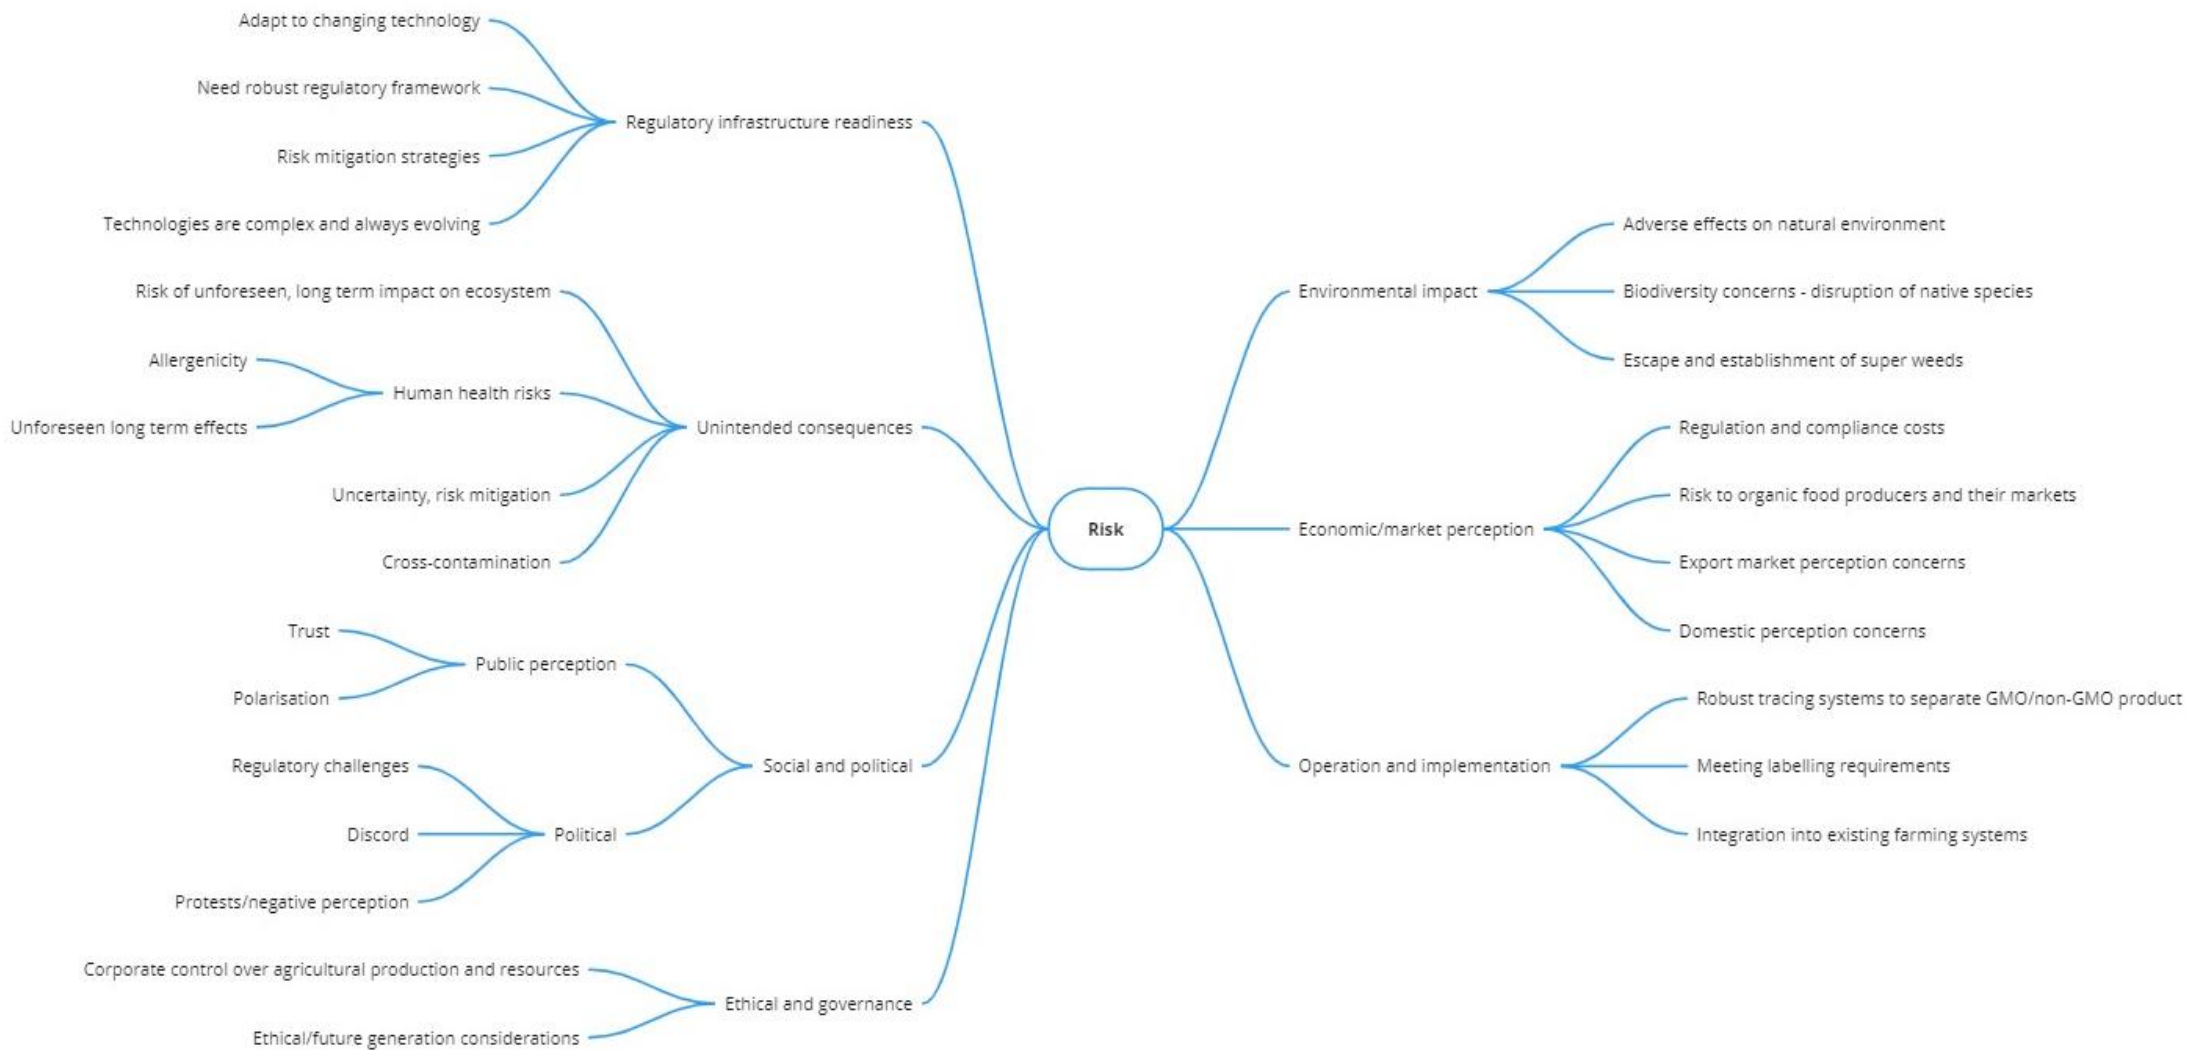 Adapt to changing technology
Need robust regulatory framework
Regulatory infrastructure readiness
Risk mitigation strategies
Technologies are complex and always evolving
Risk of unforeseen, long term impact on ecosystem
Allergenicity
Human health risks
Unforeseen long term effects
Unintended consequences
Uncertainty, risk mitigation
Cross-contamination
Trust
Public perception
Polarisation
Regulatory challenges
Social and political
Discord
Political
Protests/negative perception
Corporate control over agricultural production and resources
Ethical and governance
Ethical/future generation considerations
Risk
Adverse effects on natural environment
Environmental impact
Biodiversity concerns - disruption of native species
Escape and establishment of super weeds
Regulation and compliance costs
Risk to organic food producers and their markets
Economic/market perception
Export market perception concerns
Domestic perception concerns
Robust tracing systems to separate GMO/non-GMO product
Operation and implementation
Meeting labelling requirements
Integration into existing farming systems